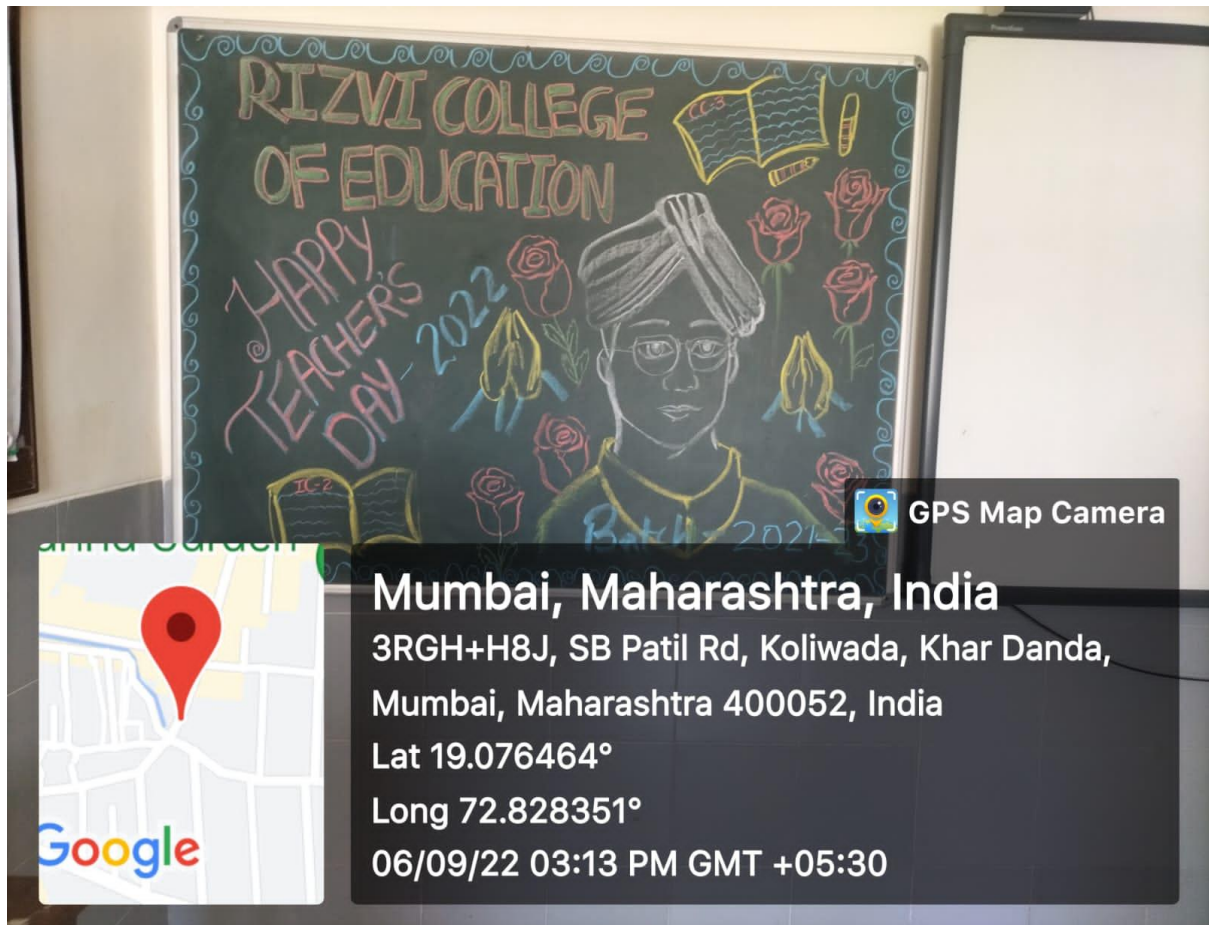 RIZVI COLLEGE
OF EDUCATION
CC-3
HAPPY
TEACHER'S
DAY - 2022
IC-2
Batch - 2021-
GPS Map Camera
Mumbai, Maharashtra, India
3RGH+H8J, SB Patil Rd, Koliwada, Khar Danda,
Mumbai, Maharashtra 400052, India
Lat 19.076464°
Long 72.828351°
06/09/22 03:13 PM GMT +05:30
Google